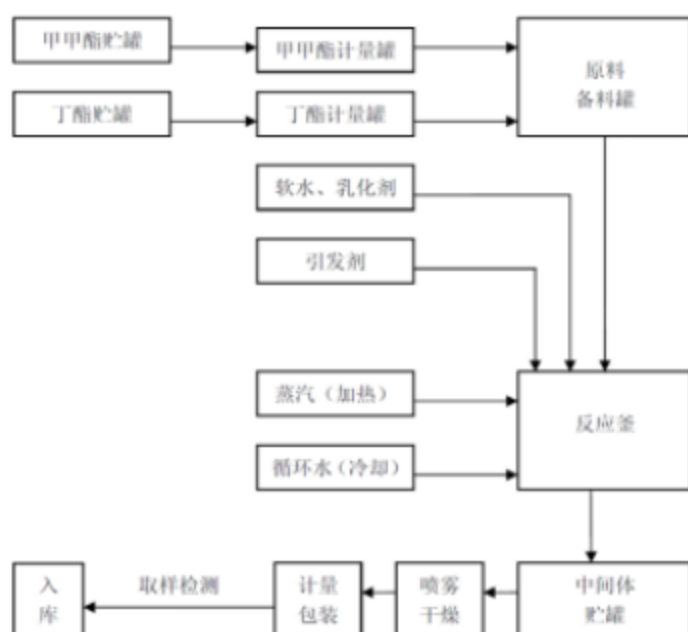 甲甲酯贮罐
甲甲酯计量罐
原料
备料罐
丁酯贮罐
丁酯计量罐
软水、乳化剂
引发剂
蒸汽（加热）
反应釜
循环水（冷却）
入
库
取样检测
计量
包装
喷雾
干燥
中间体
贮罐